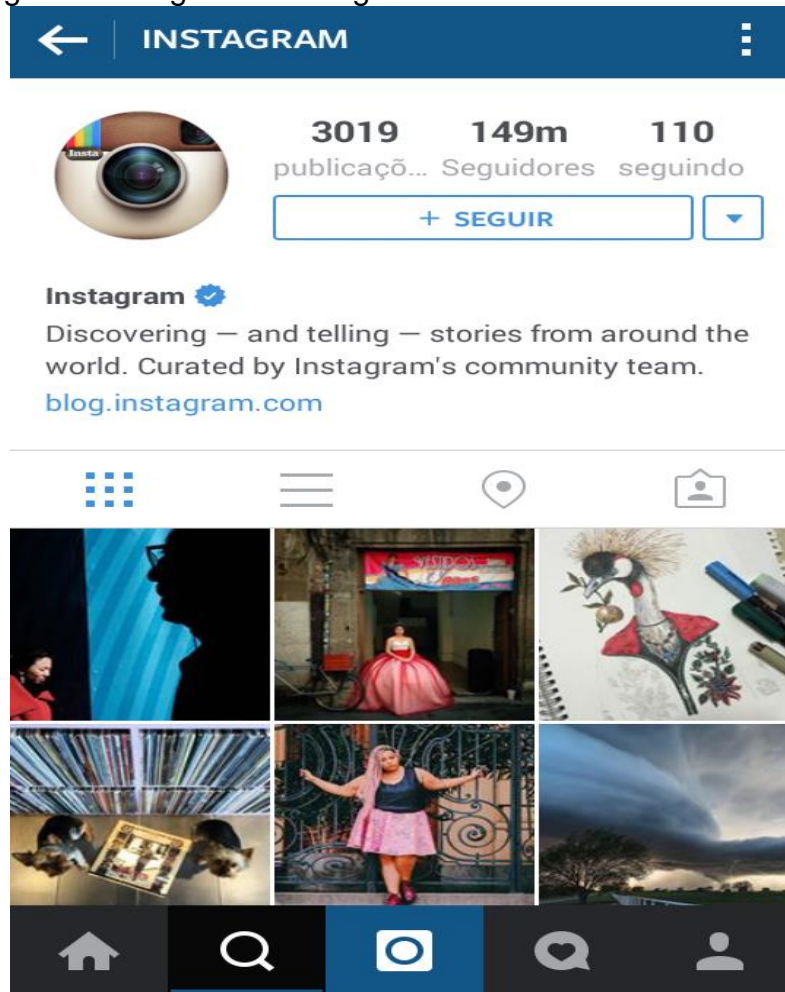 INSTAGRAM
3019 149m 110
publicaçõ... Seguidores seguindo
+ SEGUIR
Insta
Instagram
Discovering — and telling — stories from around the
world. Curated by Instagram's community team.
blog.instagram.com